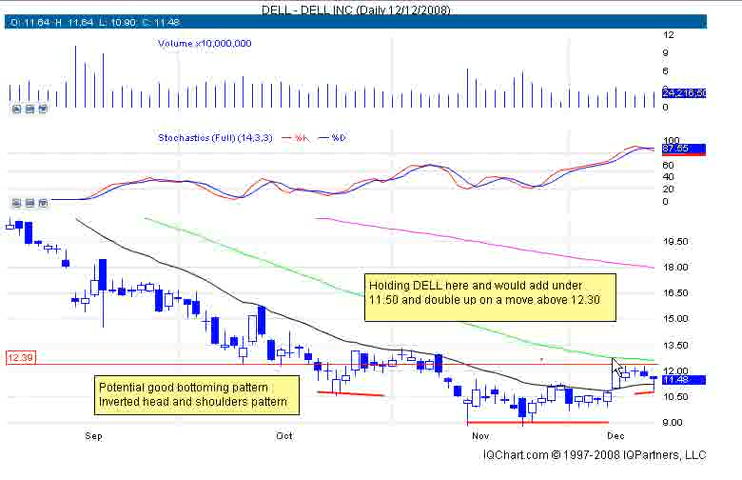 DELL - DELL INC (Daily 12/12/2008)
O: 11.64 H: 11.64 L: 10.90 C: 11.48
Volume x10,000,000
12
9
6
3
24,216,50
0
Stochastics (Full) (14,3,3) %K %D
100
87.55
60
40
20
0
19.50
18.00
16.50
15.00
13.50
12.00
11.48
10.50
9.00
Holding DELL here and would add under
11.50 and double up on a move above 12.30
12.39
Potential good bottoming pattern
Inverted head and shoulders pattern
Sep Oct Nov Dec
IQChart.com © 1997-2008 IQPartners, LLC